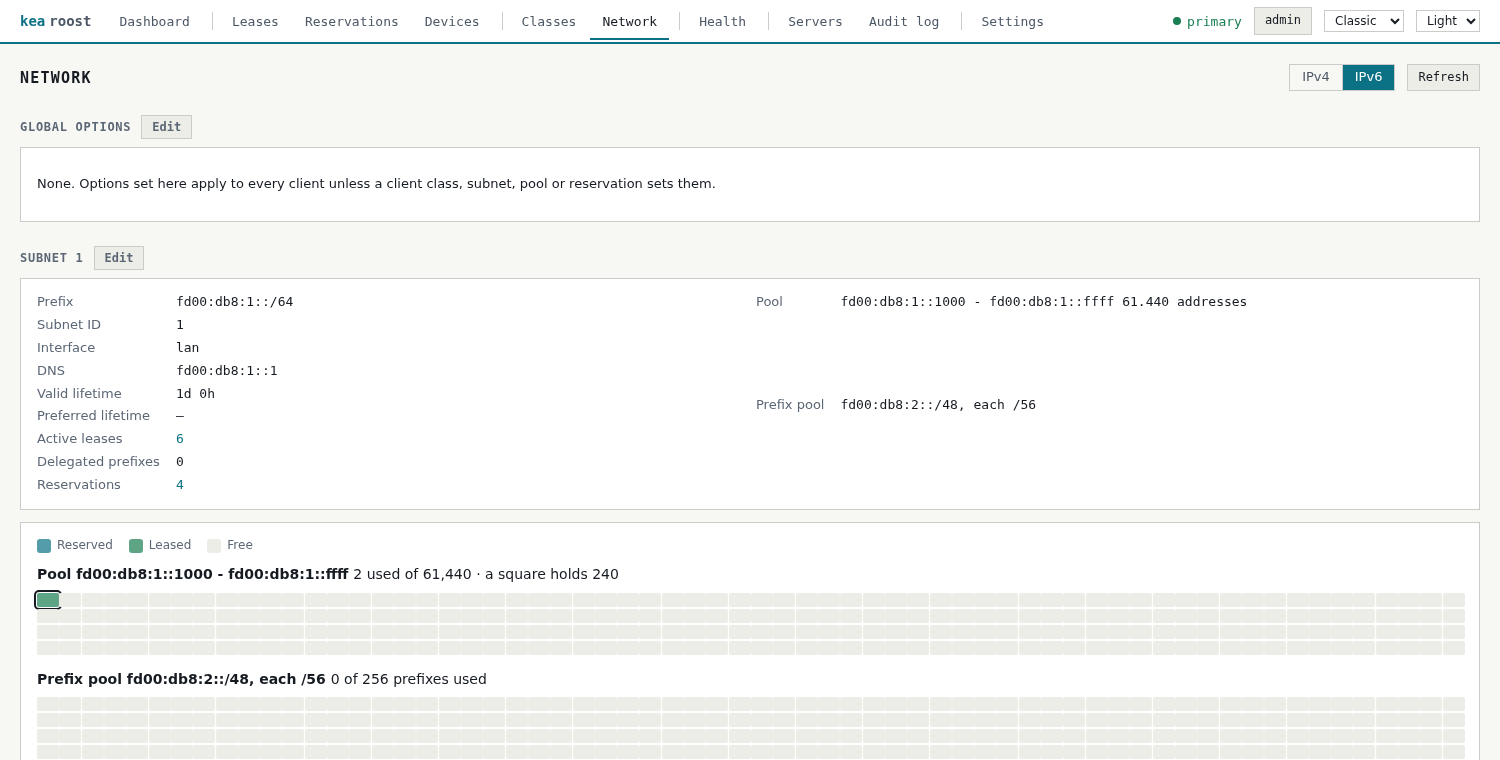 kea roost Dashboard Leases Reservations Devices Classes Network Health Servers Audit log Settings primary admin Classic Light
NETWORK IPv4 IPv6 Refresh
GLOBAL OPTIONS Edit
None. Options set here apply to every client unless a client class, subnet, pool or reservation sets them.
SUBNET 1 Edit
Prefix fd00:db8:1::/64
Subnet ID 1
Interface lan
DNS fd00:db8:1::1
Valid lifetime 1d 0h
Preferred lifetime —
Active leases 6
Delegated prefixes 0
Reservations 4
Pool fd00:db8:1::1000 - fd00:db8:1::ffff 61.440 addresses
Prefix pool fd00:db8:2::/48, each /56
Reserved Leased Free
Pool fd00:db8:1::1000 - fd00:db8:1::ffff 2 used of 61,440 · a square holds 240
Prefix pool fd00:db8:2::/48, each /56 0 of 256 prefixes used